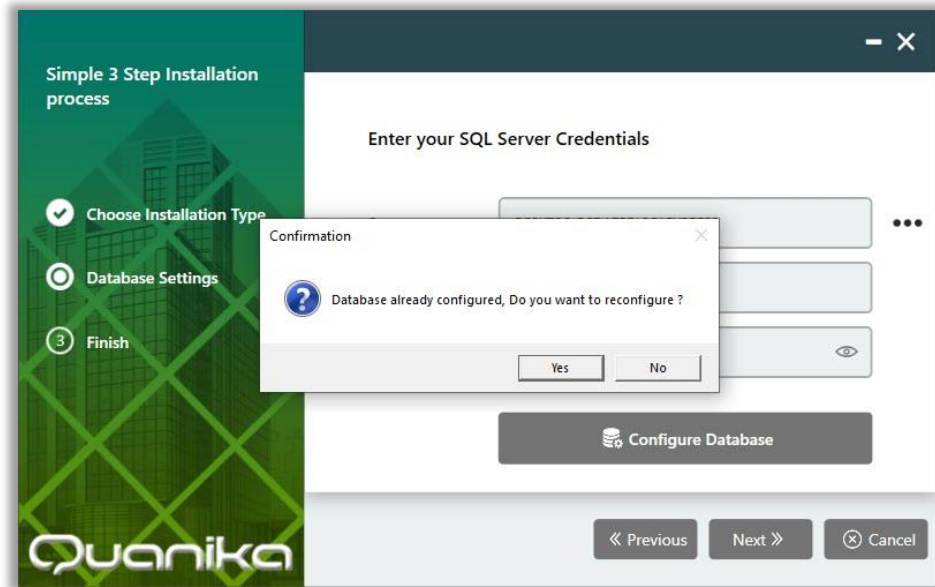 Simple 3 Step Installation
process
Choose Installation Type
Database Settings
3
Finish
Quanika
Enter your SQL Server Credentials
Confirmation
Database already configured, Do you want to reconfigure ?
Yes
No
Configure Database
Previous
Next
Cancel